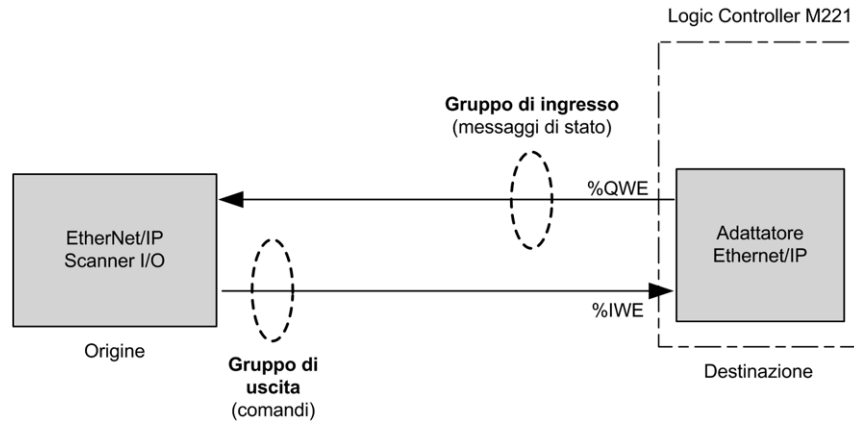 Logic Controller M221
Gruppo di ingresso
(messaggi di stato)
%QWE
EtherNet/IP
Scanner I/O
Adattatore
Ethernet/IP
%IWE
Origine
Gruppo di
uscita
(comandi)
Destinazione